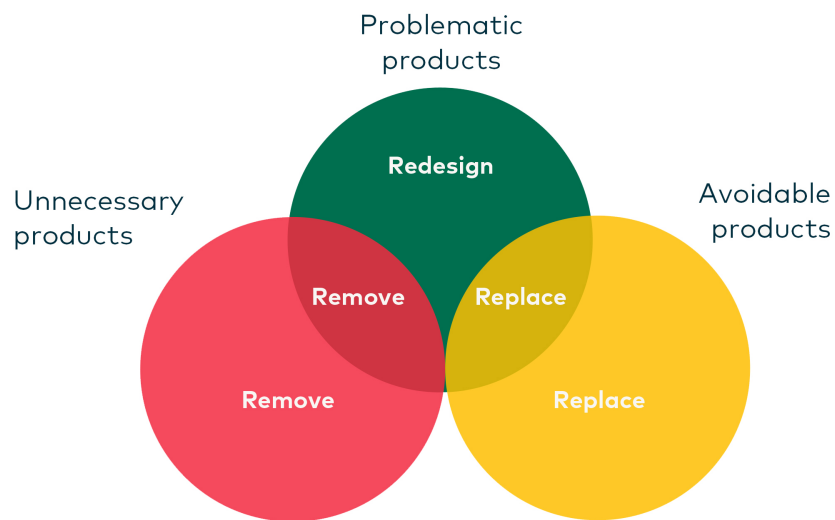 Problematic
products
Redesign
Unnecessary
products
Avoidable
products
Remove
Replace
Remove
Replace